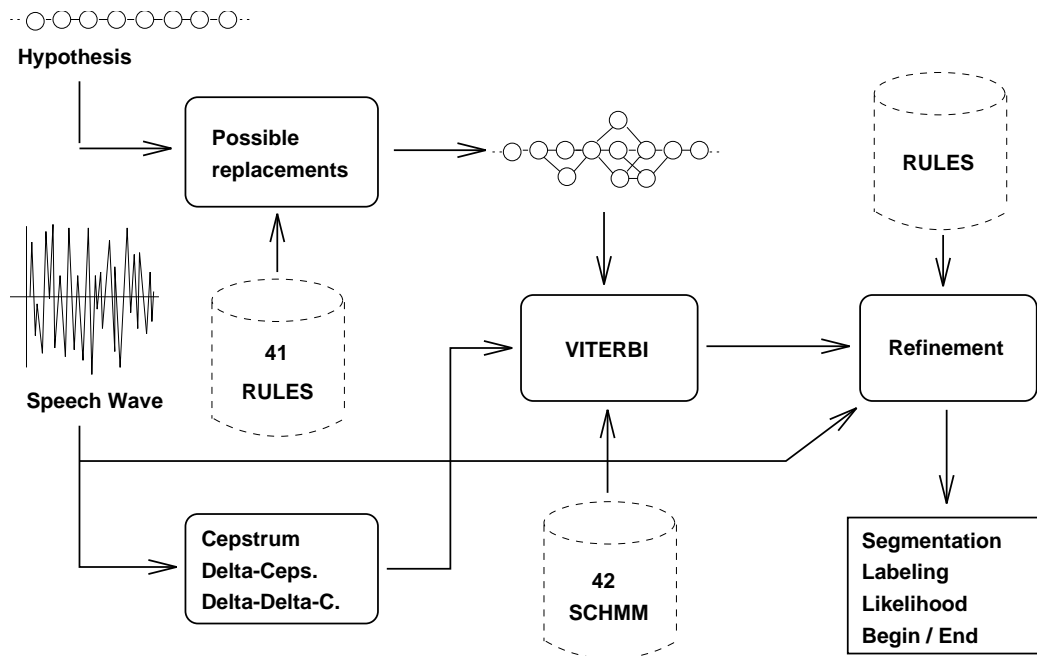 Hypothesis
Possible
replacements
RULES
Speech Wave
41
RULES
VITERBI
Refinement
Cepstrum
Delta-Ceps.
Delta-Delta-C.
42
SCHMM
Segmentation
Labeling
Likelihood
Begin / End